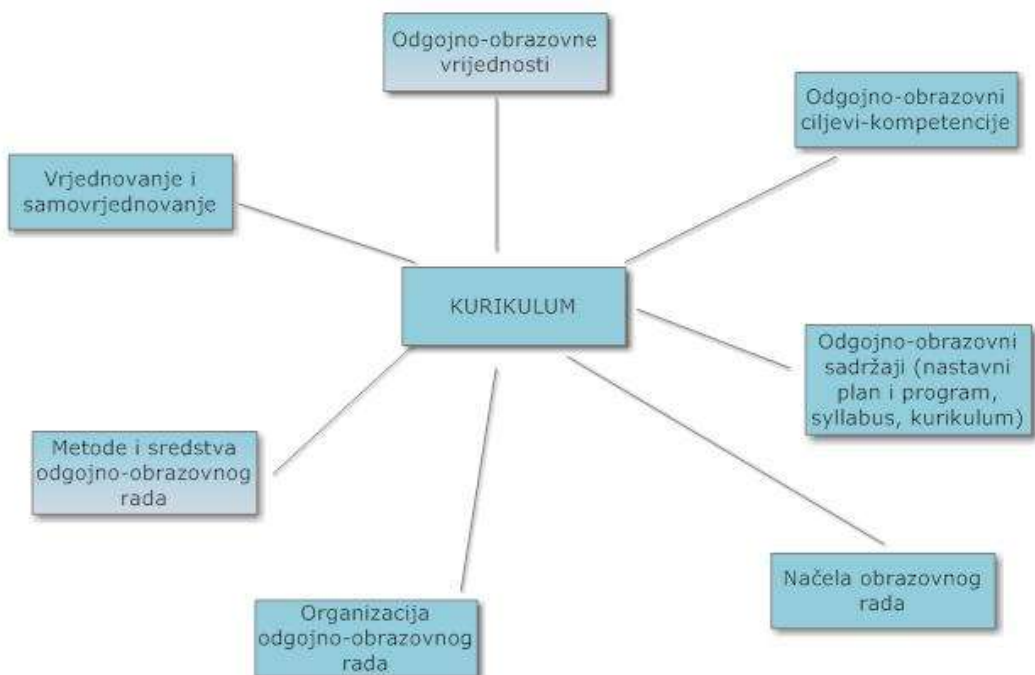 Odgojno-obrazovne
vrijednosti
Odgojno-obrazovni
ciljevi-kompetencije
Vrjednovanje i
samovrjednovanje
KURIKULUM
Odgojno-obrazovni
sadržaji (nastavni
plan i program,
syllabus, kurikulum)
Metode i sredstva
odgojno-obrazovnog
rada
Načela obrazovnog
rada
Organizacija
odgojno-obrazovnog
rada